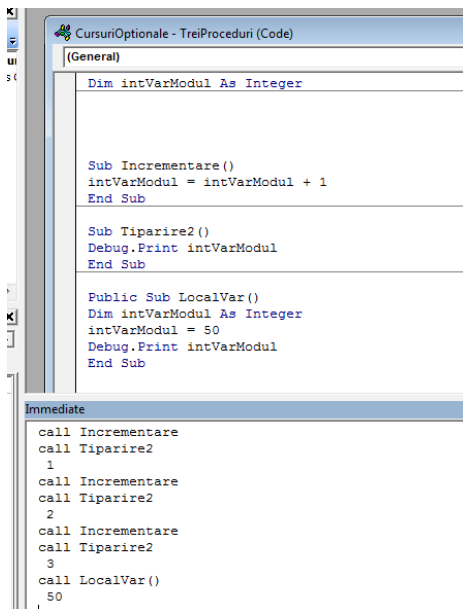 CursuriOptionale - TreiProceduri (Code)
(General)
Dim intVarModul As Integer
Sub Incrementare()
intVarModul = intVarModul + 1
End Sub
Sub Tiparire2()
Debug.Print intVarModul
End Sub
Public Sub LocalVar()
Dim intVarModul As Integer
intVarModul = 50
Debug.Print intVarModul
End Sub
Immediate
call Incrementare
call Tiparire2
1
call Incrementare
call Tiparire2
2
call Incrementare
call Tiparire2
3
call LocalVar()
50